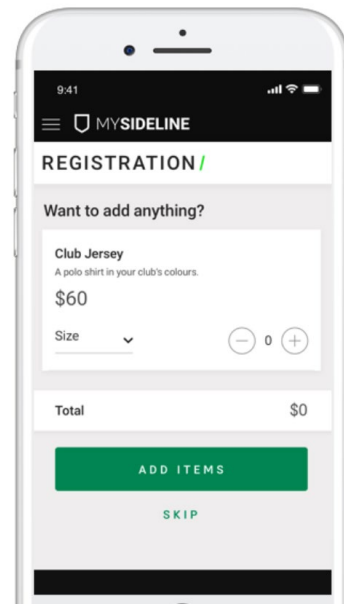 9:41
MYSIDELINE
REGISTRATION/
Want to add anything?
Club Jersey
A polo shirt in your club's colours.
$60
Size
0
Total $0
ADD ITEMS
SKIP